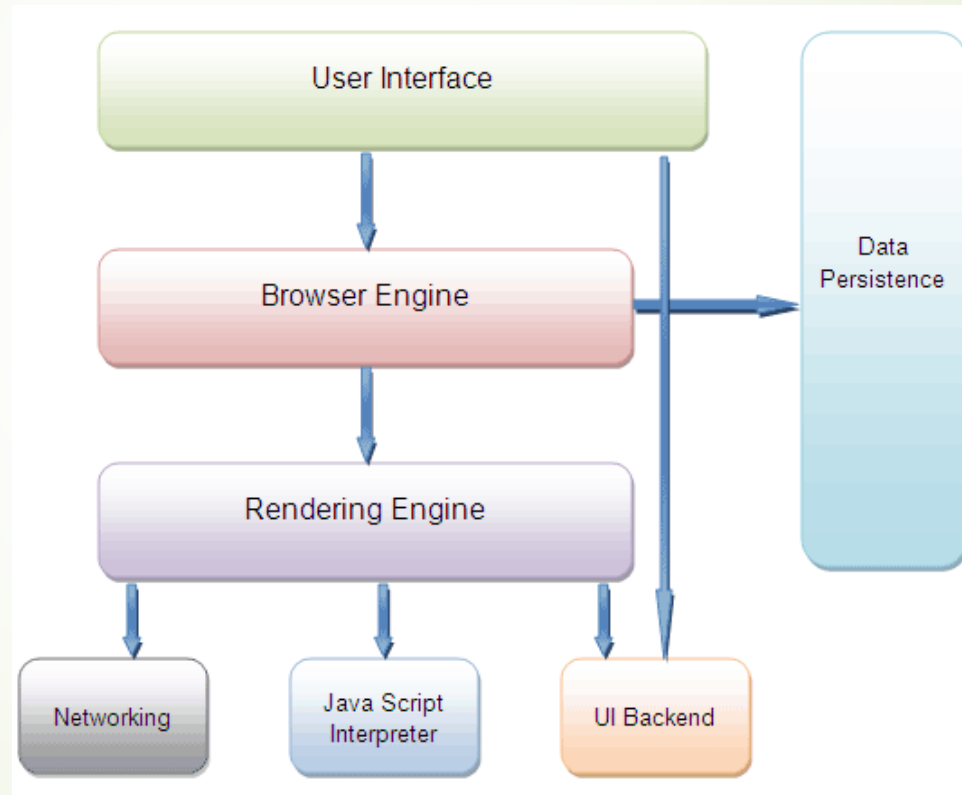 User Interface
Browser Engine
Data
Persistence
Rendering Engine
Networking
Java Script
Interpreter
UI Backend